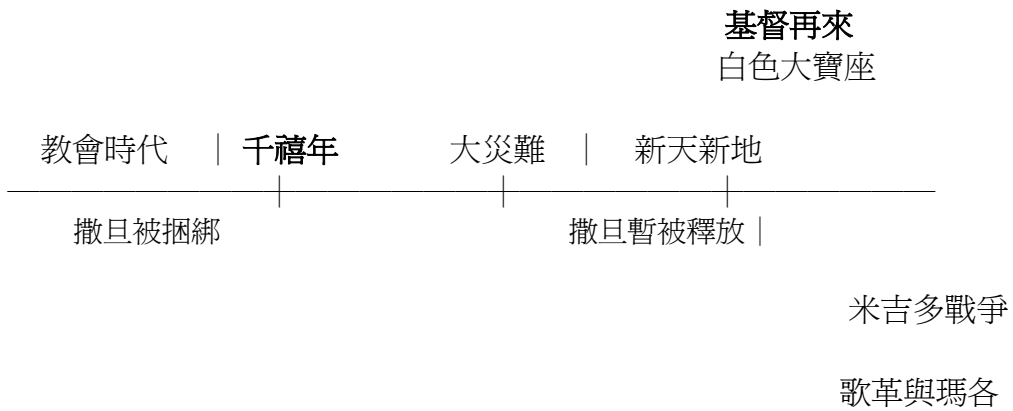 基督再來
白色大寶座
教會時代 | 千禧年 大災難 | 新天新地
撒旦被捆綁 撒旦暫被釋放 |
米吉多戰爭
歌革與瑪各